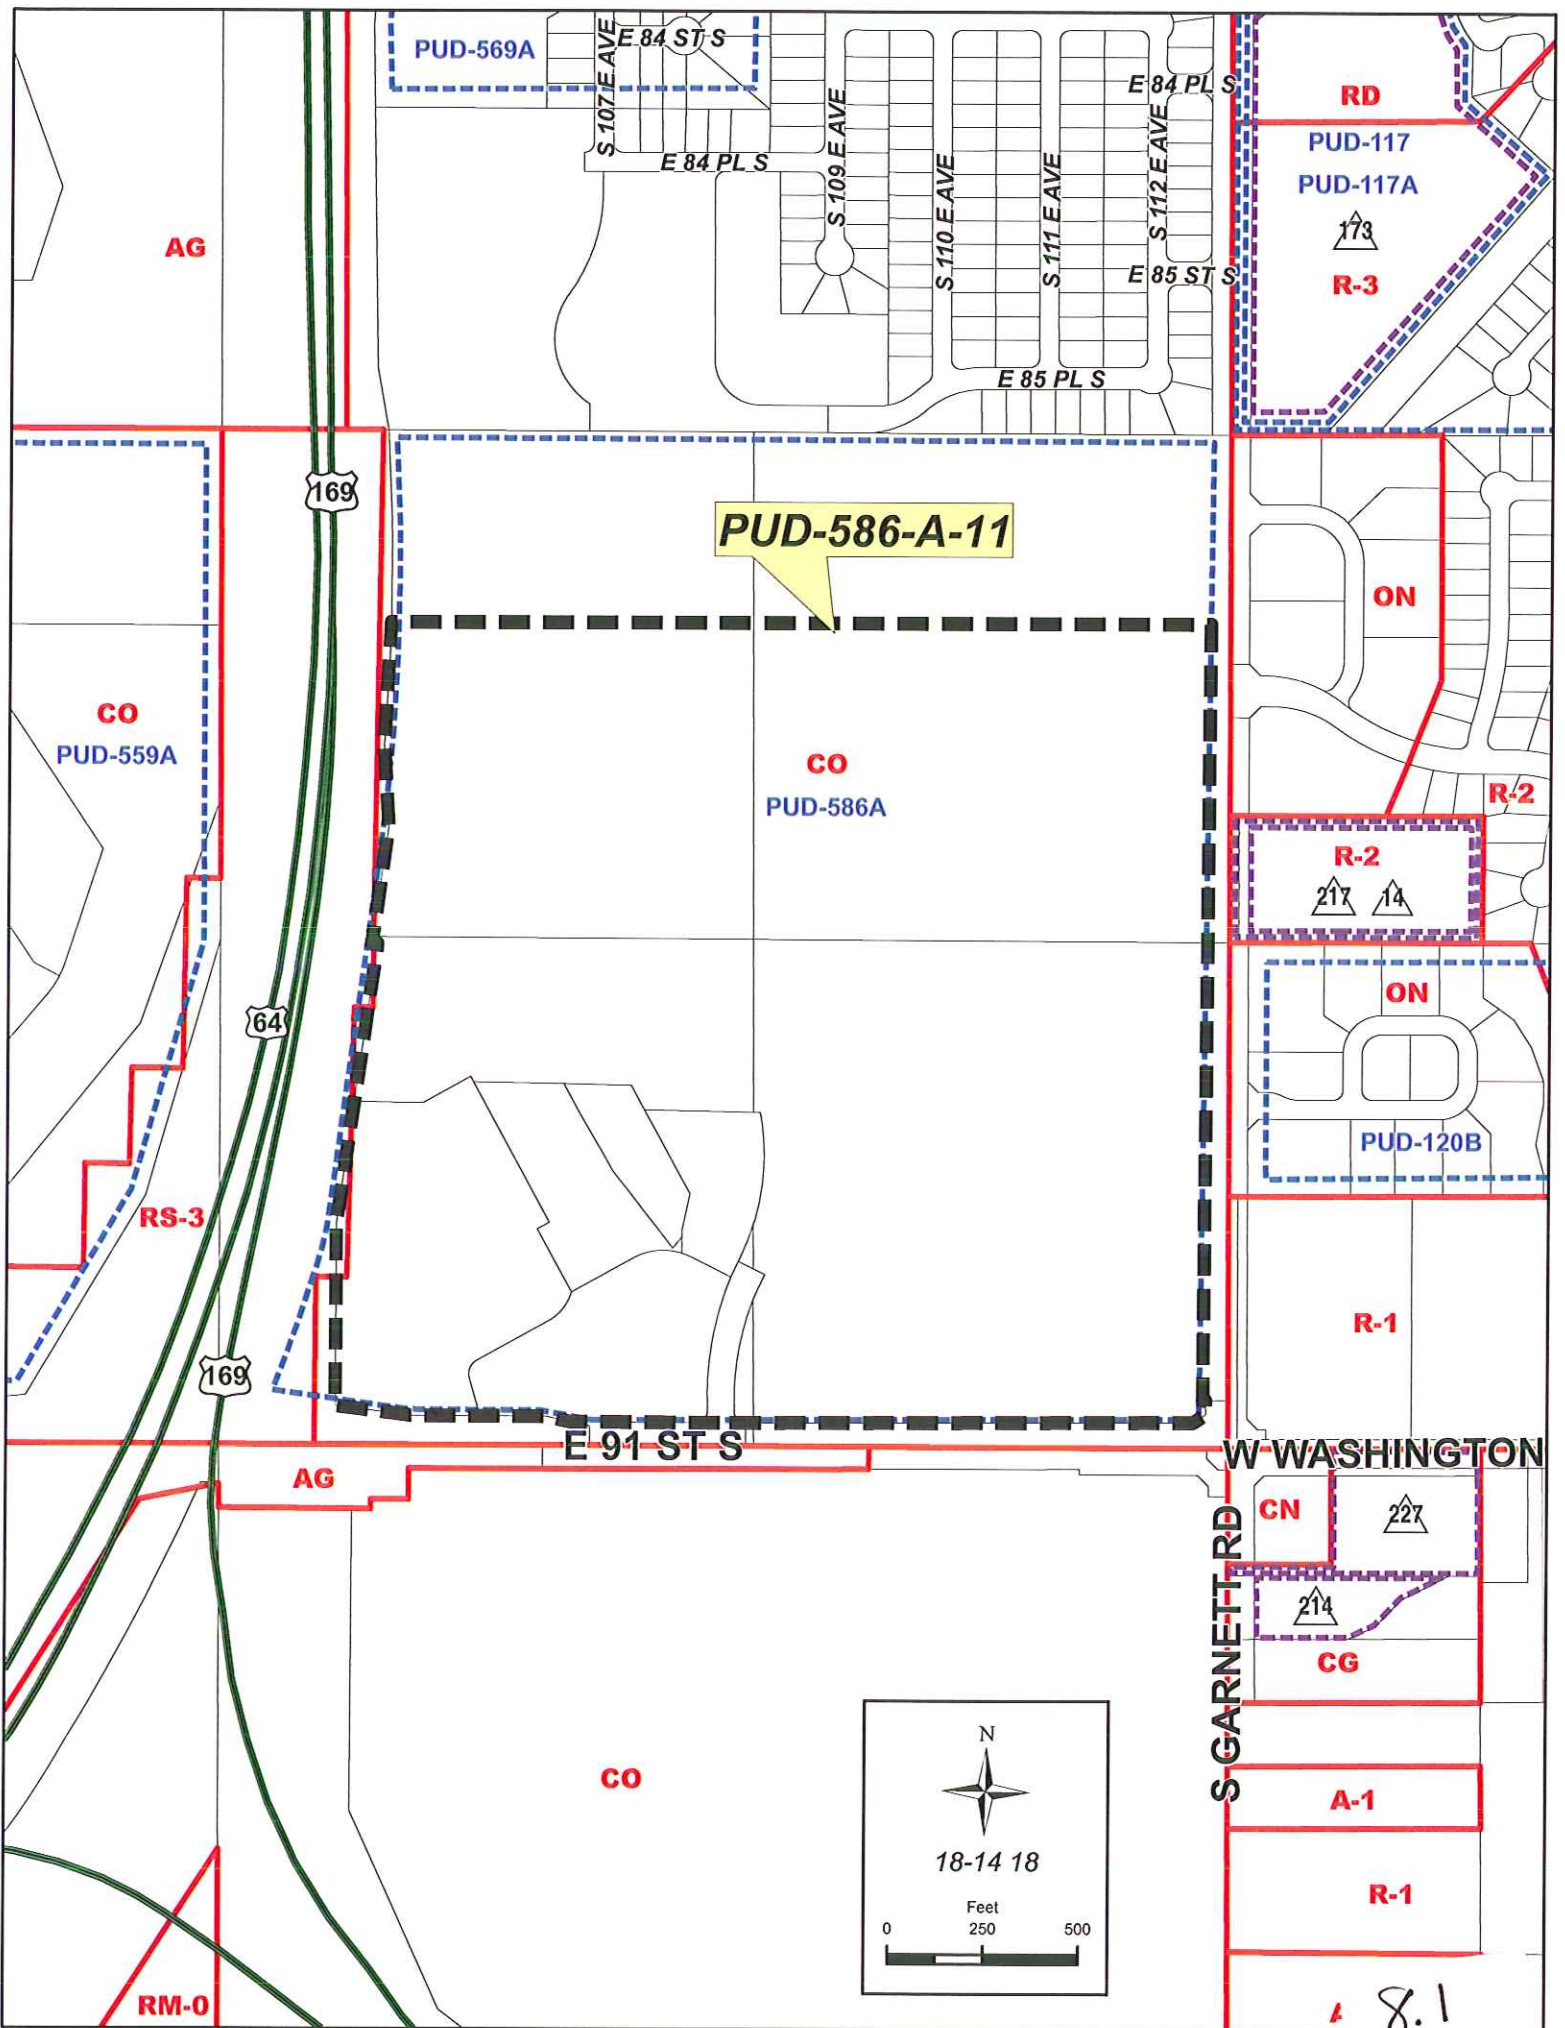 PUD-569A
S 107 E AVE
E 84 ST S
E 84 PL S
E 84 PL S
S 109 E AVE
S 110 E AVE
S 111 E AVE
S 112 E AVE
E 85 ST S
E 85 PL S
RD
PUD-117
PUD-117A
173
R-3
AG
169
PUD-586-A-11
ON
CO
PUD-559A
CO
PUD-586A
R-2
R-2
217
14
64
ON
PUD-120B
RS-3
R-1
169
E 91 ST S
W WASHINGTON
AG
S GARNETT RD
CN
227
214
CG
CO
N
18-14 18
Feet
0 250 500
A-1
R-1
RM-0
A
8.1